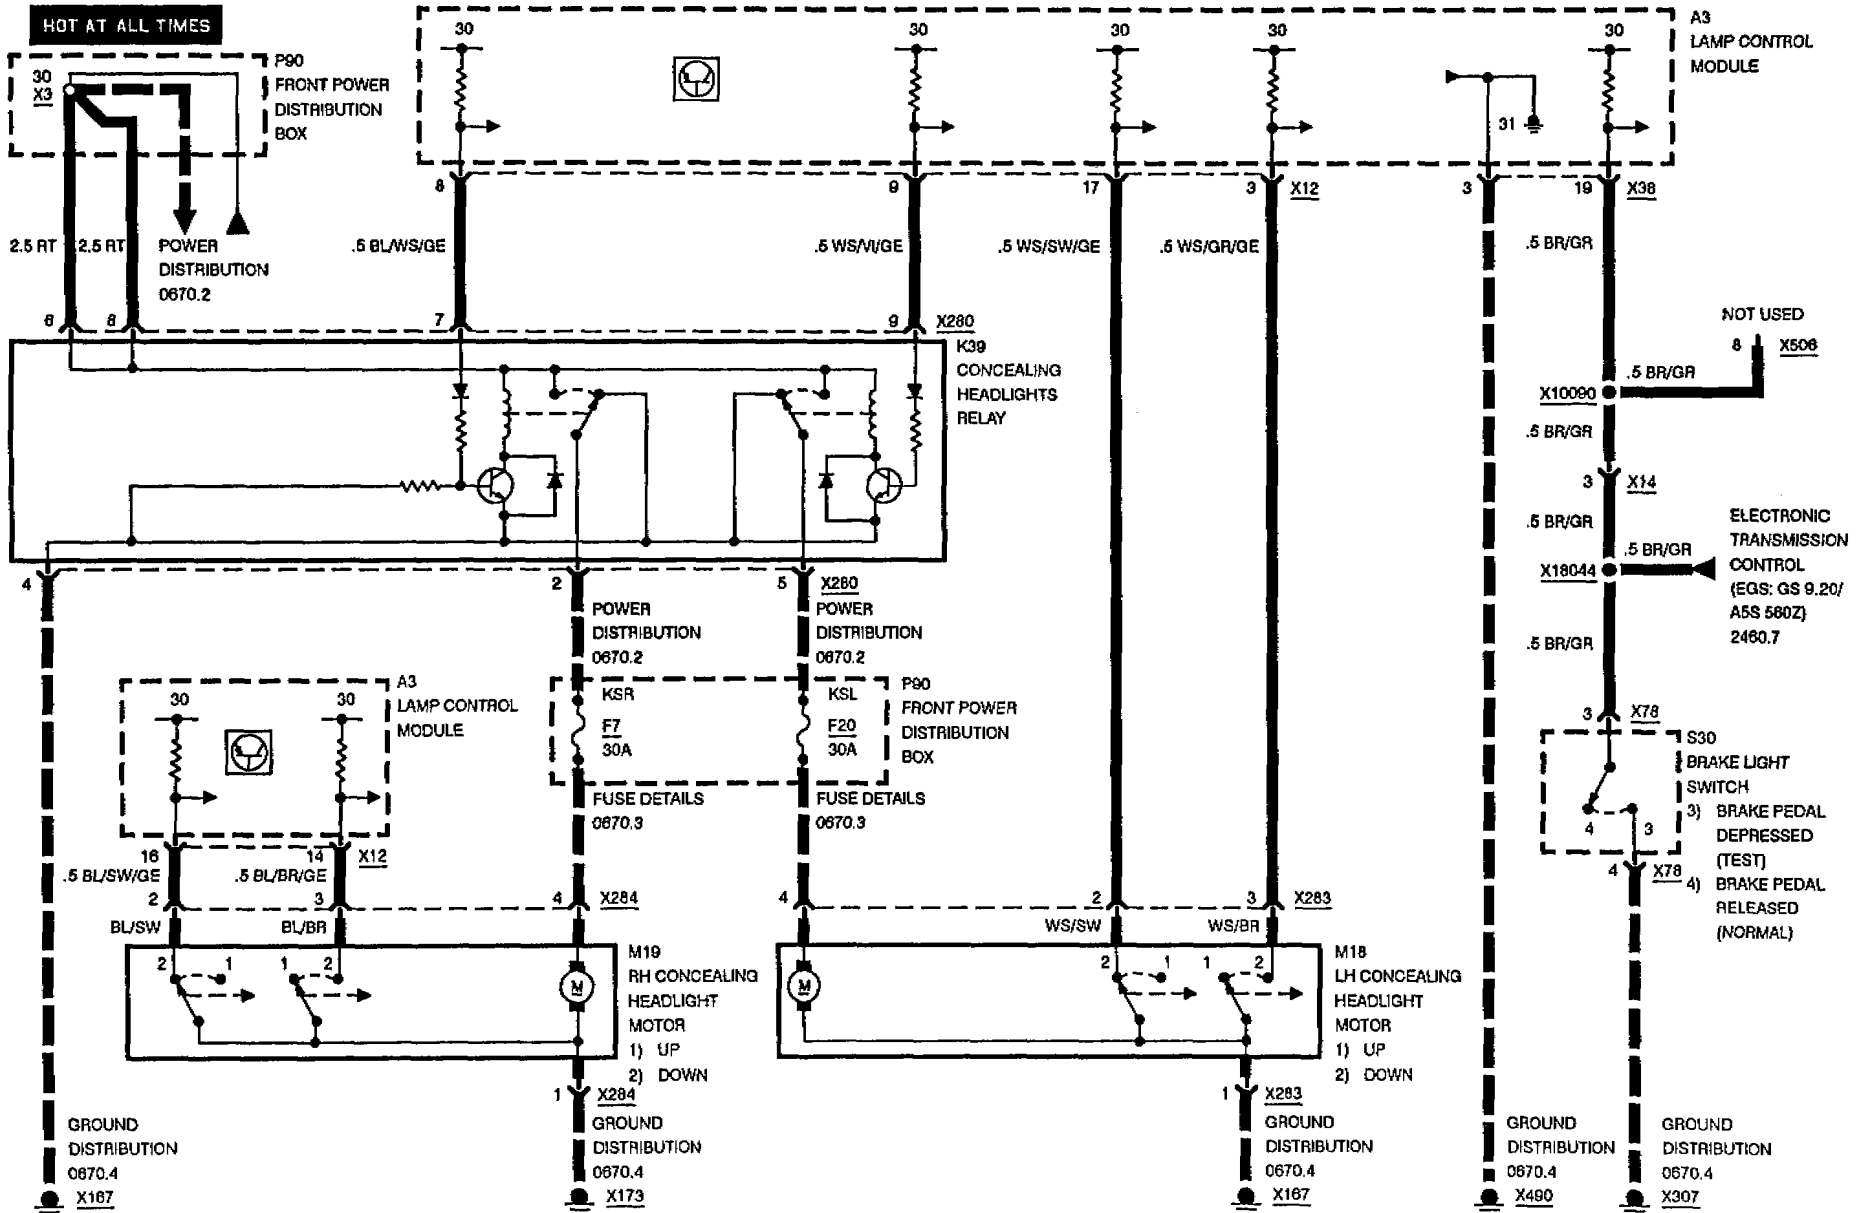 HOT AT ALL TIMES
30
X3
P90
FRONT POWER
DISTRIBUTION
BOX
30
30
30
30
31
30
A3
LAMP CONTROL
MODULE
8
9
17
3
X12
3
19
X38
2.5 RT
2.5 RT
POWER
DISTRIBUTION
0670.2
.5 BL/WS/GE
.5 WS/VI/GE
.5 WS/SW/GE
.5 WS/GR/GE
.5 BR/GR
6
8
7
9
X280
K39
CONCEALING
HEADLIGHTS
RELAY
NOT USED
8
X506
.5 BR/GR
X10090
.5 BR/GR
3
X14
.5 BR/GR
.5 BR/GR
X18044
ELECTRONIC
TRANSMISSION
CONTROL
(EGS: GS 9.20/
A5S 560Z)
2460.7
.5 BR/GR
4
2
5
X280
POWER
DISTRIBUTION
0670.2
POWER
DISTRIBUTION
0670.2
30
30
A3
LAMP CONTROL
MODULE
KSR
F7
30A
KSL
F20
30A
P90
FRONT POWER
DISTRIBUTION
BOX
FUSE DETAILS
0670.3
FUSE DETAILS
0670.3
3
X78
S30
BRAKE LIGHT
SWITCH
3) BRAKE PEDAL
DEPRESSED
(TEST)
4) BRAKE PEDAL
RELEASED
(NORMAL)
4
3
4
X78
16
14
X12
.5 BL/SW/GE
.5 BL/BR/GE
2
3
4
X284
4
2
3
X283
BL/SW
BL/BR
WS/SW
WS/BR
2
1
1
2
M
M19
RH CONCEALING
HEADLIGHT
MOTOR
1) UP
2) DOWN
M
2
1
1
2
M18
LH CONCEALING
HEADLIGHT
MOTOR
1) UP
2) DOWN
1
X284
1
X283
GROUND
DISTRIBUTION
0670.4
X167
GROUND
DISTRIBUTION
0670.4
X173
GROUND
DISTRIBUTION
0670.4
X167
GROUND
DISTRIBUTION
0670.4
X490
GROUND
DISTRIBUTION
0670.4
X307